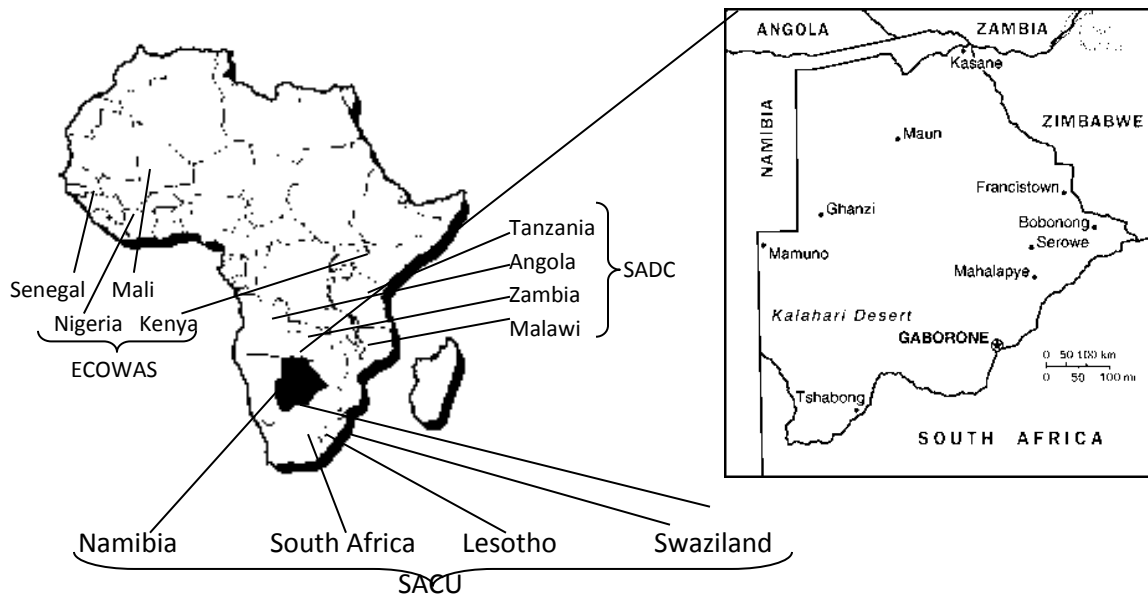 ANGOLA
ZAMBIA
Kasane
NAMIBIA
Maun
ZIMBABWE
Francistown
Ghanzi
Bobonong
Serowe
Mamuno
Mahalapye
Kalahari Desert
GABORONE
0 50 100 km
0 50 100 mi
Tshabong
SOUTH AFRICA
Tanzania
Angola
SADC
Zambia
Malawi
Senegal Mali
Nigeria Kenya
ECOWAS
Namibia South Africa Lesotho Swaziland
SACU